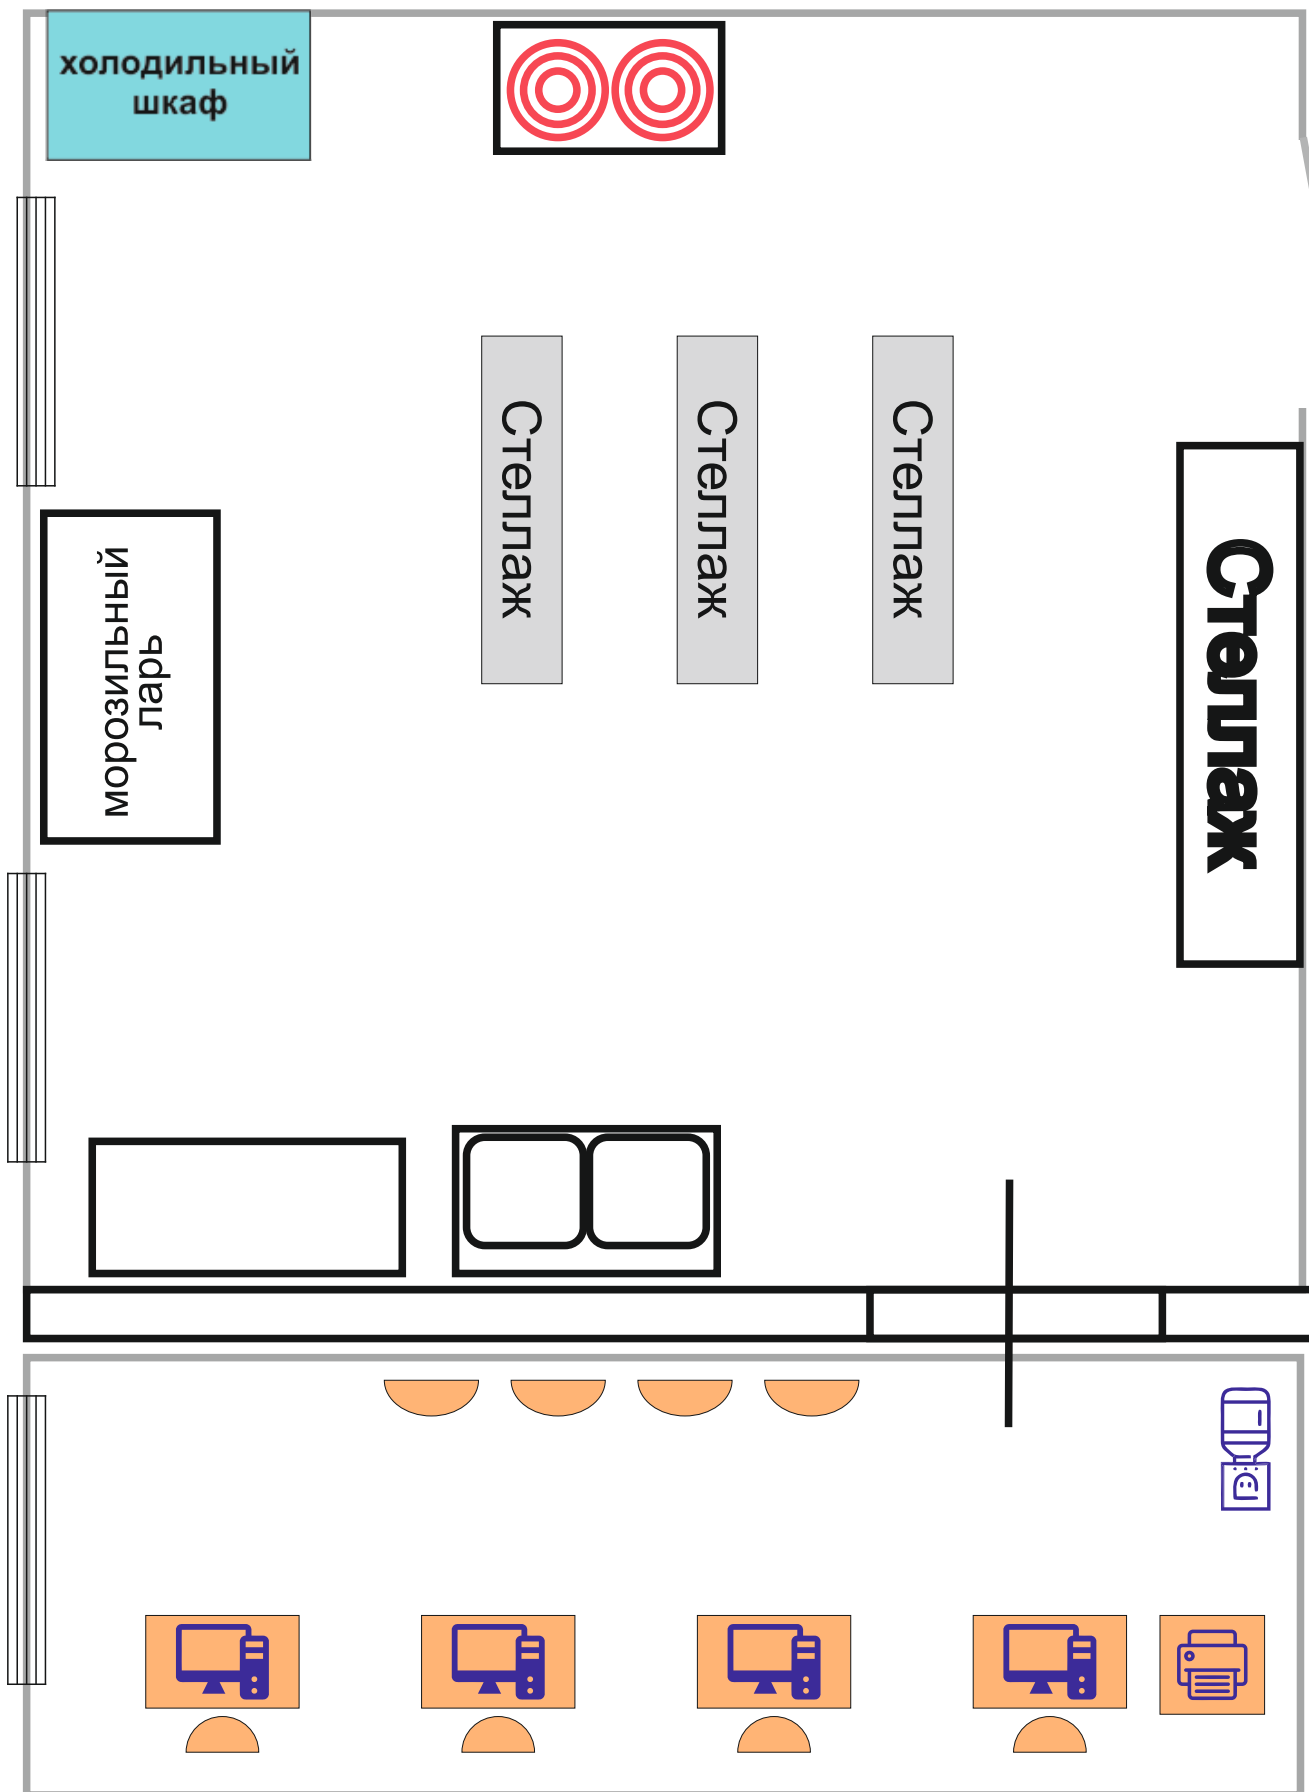 холодильный
шкаф
Стеллаж
Стеллаж
Стеллаж
Стеллаж
морозильный
ларь